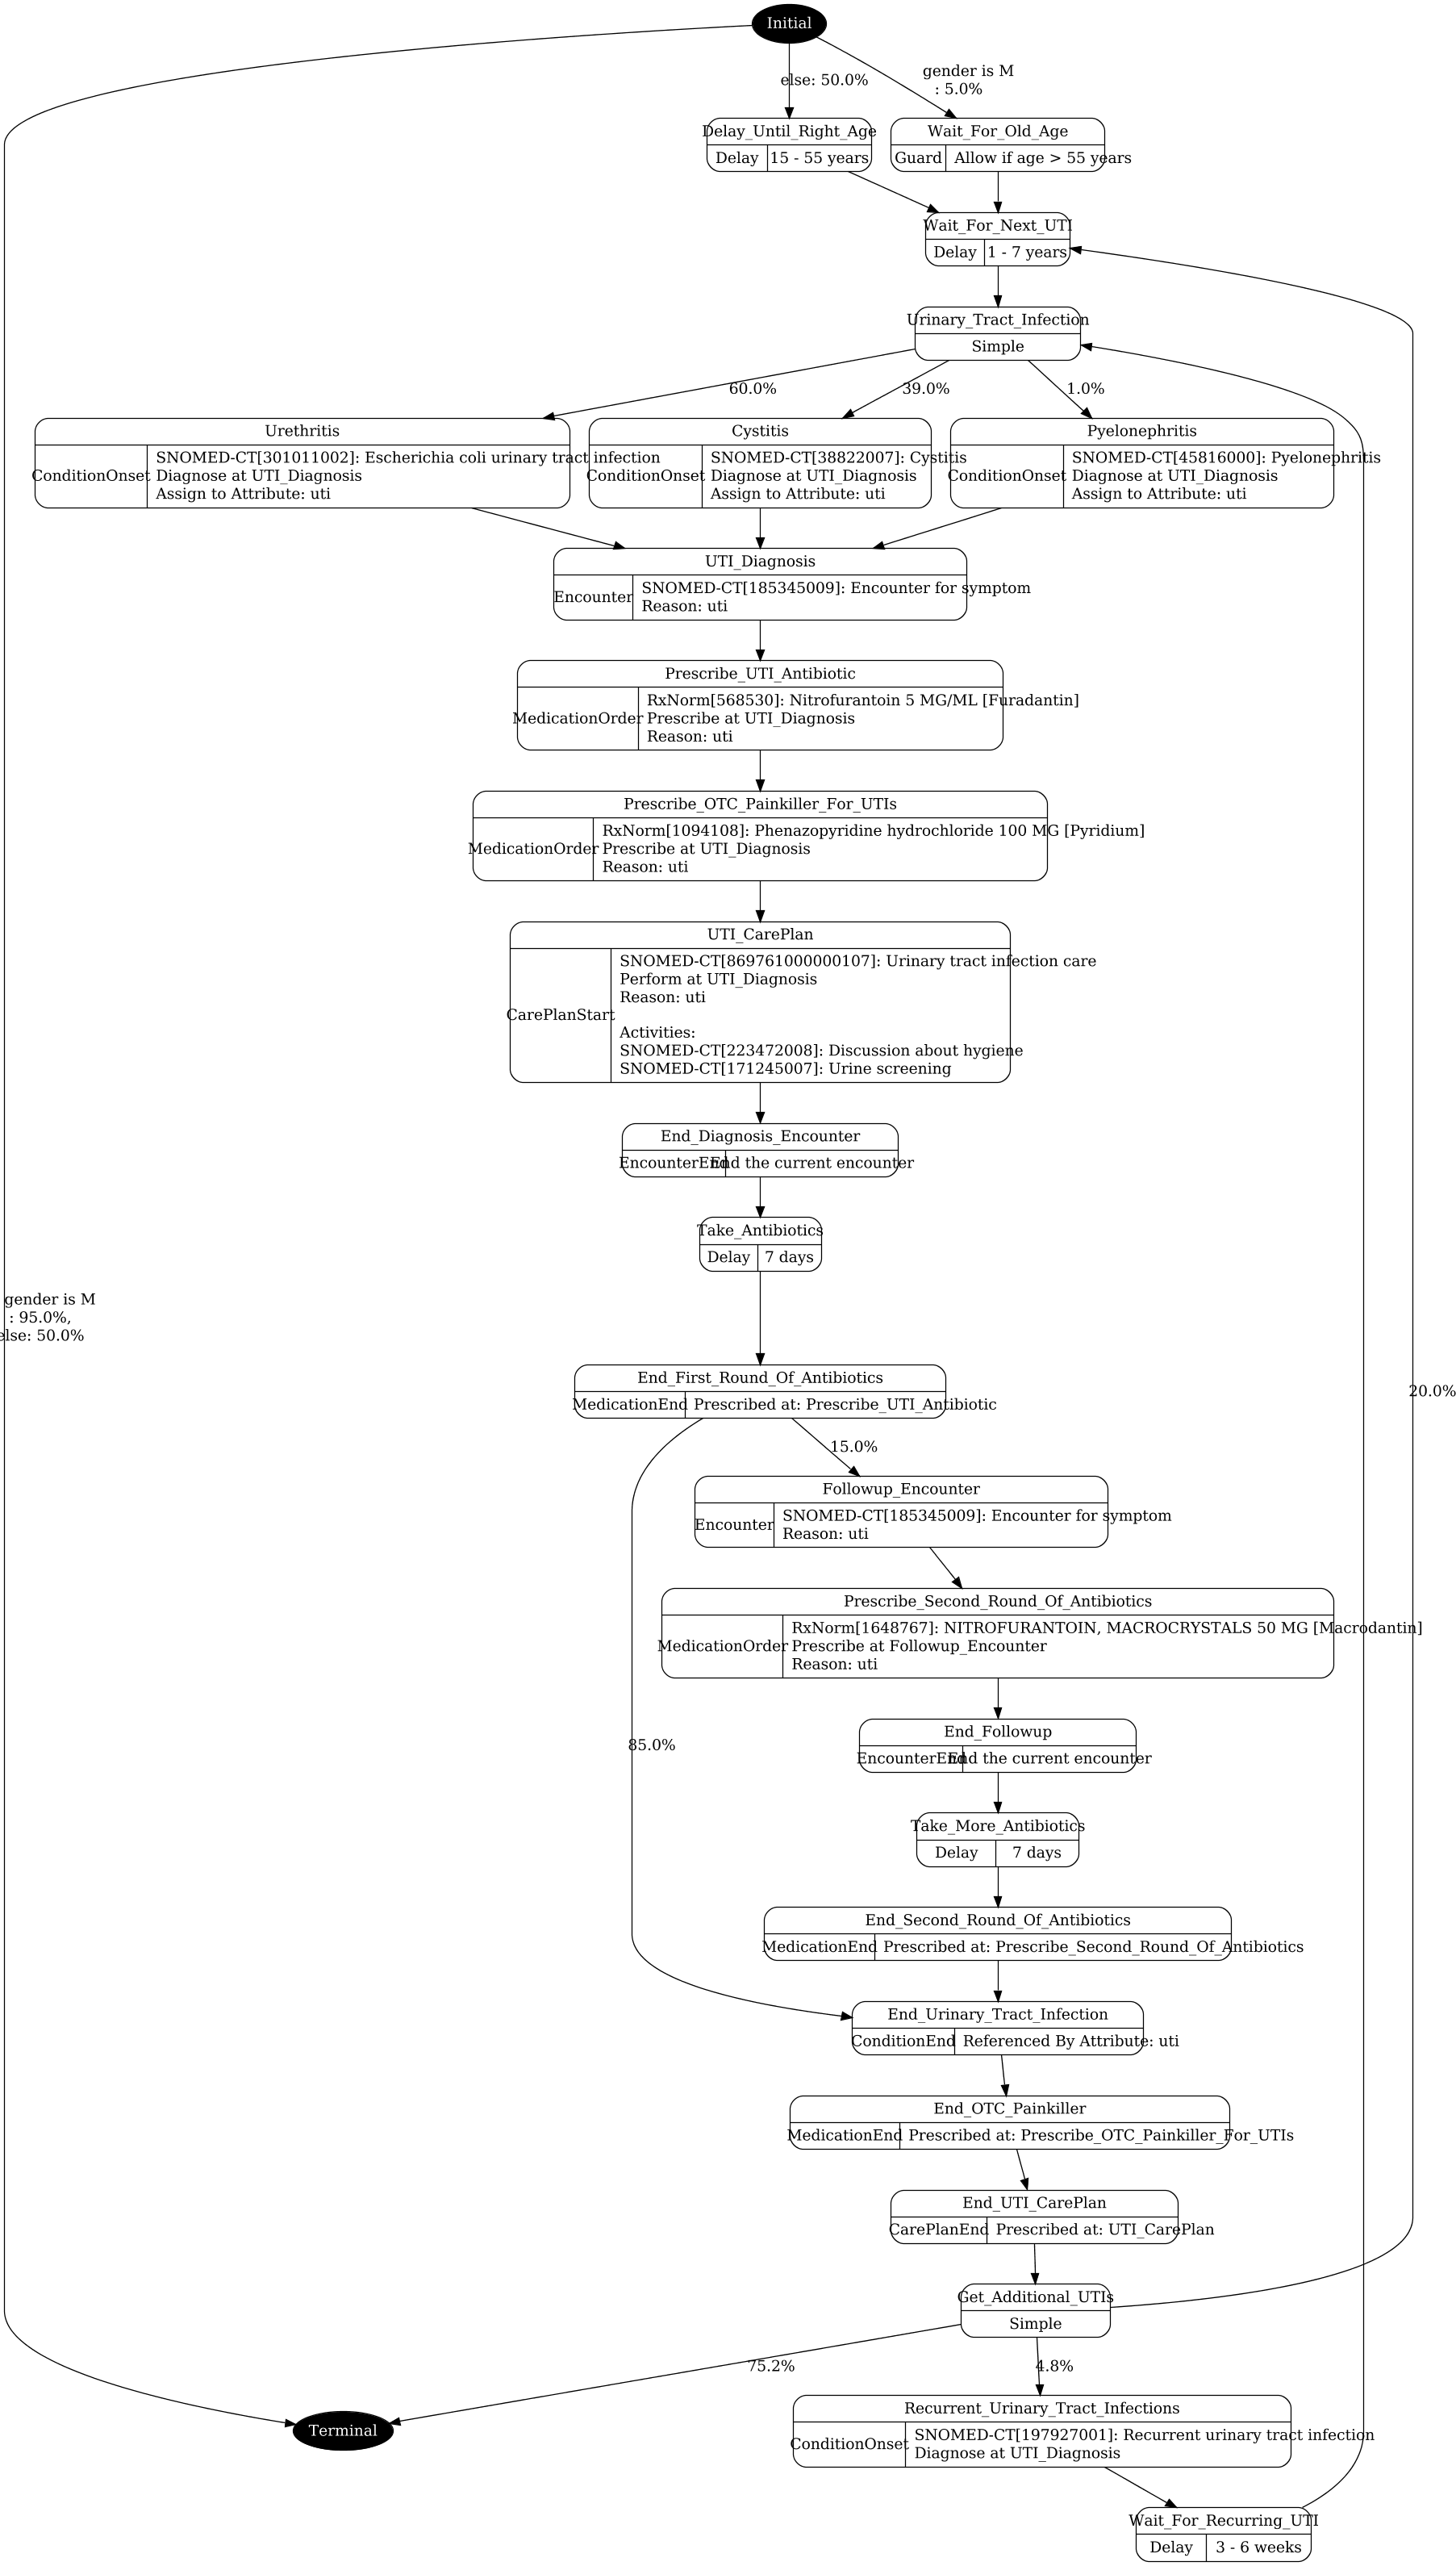 Initial
else: 50.0%
gender is M
: 5.0%
Delay_Until_Right_Age
Delay
15 - 55 years
Wait_For_Old_Age
Guard
Allow if age > 55 years
Wait_For_Next_UTI
Delay
1 - 7 years
Urinary_Tract_Infection
Simple
60.0%
39.0%
1.0%
Urethritis
ConditionOnset
SNOMED-CT[301011002]: Escherichia coli urinary tract infection
Diagnose at UTI_Diagnosis
Assign to Attribute: uti
Cystitis
ConditionOnset
SNOMED-CT[38822007]: Cystitis
Diagnose at UTI_Diagnosis
Assign to Attribute: uti
Pyelonephritis
ConditionOnset
SNOMED-CT[45816000]: Pyelonephritis
Diagnose at UTI_Diagnosis
Assign to Attribute: uti
UTI_Diagnosis
Encounter
SNOMED-CT[185345009]: Encounter for symptom
Reason: uti
Prescribe_UTI_Antibiotic
MedicationOrder
RxNorm[568530]: Nitrofurantoin 5 MG/ML [Furadantin]
Prescribe at UTI_Diagnosis
Reason: uti
Prescribe_OTC_Painkiller_For_UTIs
MedicationOrder
RxNorm[1094108]: Phenazopyridine hydrochloride 100 MG [Pyridium]
Prescribe at UTI_Diagnosis
Reason: uti
UTI_CarePlan
CarePlanStart
SNOMED-CT[869761000000107]: Urinary tract infection care
Perform at UTI_Diagnosis
Reason: uti
Activities:
SNOMED-CT[223472008]: Discussion about hygiene
SNOMED-CT[171245007]: Urine screening
End_Diagnosis_Encounter
EncounterEnd
End the current encounter
Take_Antibiotics
Delay
7 days
gender is M
: 95.0%,
else: 50.0%
End_First_Round_Of_Antibiotics
MedicationEnd
Prescribed at: Prescribe_UTI_Antibiotic
20.0%
15.0%
Followup_Encounter
Encounter
SNOMED-CT[185345009]: Encounter for symptom
Reason: uti
Prescribe_Second_Round_Of_Antibiotics
MedicationOrder
RxNorm[1648767]: NITROFURANTOIN, MACROCRYSTALS 50 MG [Macrodantin]
Prescribe at Followup_Encounter
Reason: uti
End_Followup
EncounterEnd
End the current encounter
85.0%
Take_More_Antibiotics
Delay
7 days
End_Second_Round_Of_Antibiotics
MedicationEnd
Prescribed at: Prescribe_Second_Round_Of_Antibiotics
End_Urinary_Tract_Infection
ConditionEnd
Referenced By Attribute: uti
End_OTC_Painkiller
MedicationEnd
Prescribed at: Prescribe_OTC_Painkiller_For_UTIs
End_UTI_CarePlan
CarePlanEnd
Prescribed at: UTI_CarePlan
Get_Additional_UTIs
Simple
75.2%
4.8%
Terminal
Recurrent_Urinary_Tract_Infections
ConditionOnset
SNOMED-CT[197927001]: Recurrent urinary tract infection
Diagnose at UTI_Diagnosis
Wait_For_Recurring_UTI
Delay
3 - 6 weeks